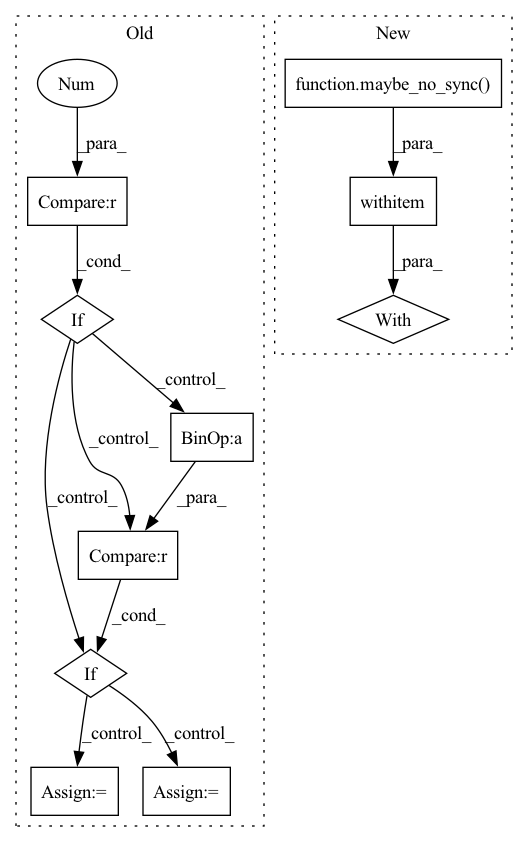 Old
New
Num
function.maybe_no_sync()
_para_
_para_
Compare:r
withitem
_cond_
_para_
If
With
_control_
_control_
BinOp:a
_control_
_para_
Compare:r
_cond_
If
_control_
_control_
Assign:=
Assign:=